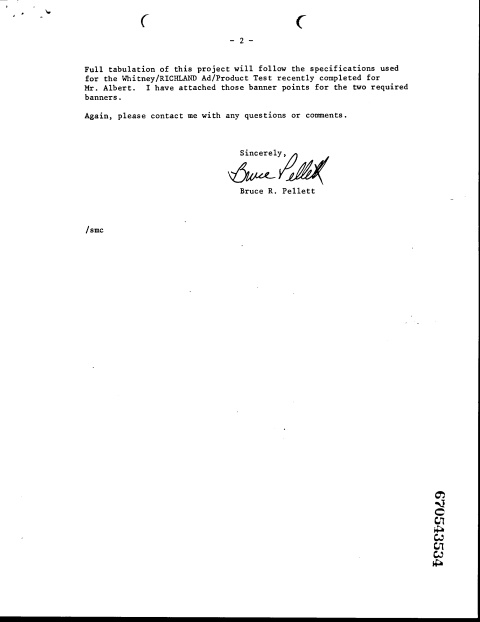 - 2 -
Full tabulation of this project will follow the specifications used
for the Whitney/RICHLAND Ad/Product Test recently completed for
Mr. Albert.  I have attached those banner points for the two required
banners.
Again, please contact me with any questions or comments.
Sincerely,
Bruce Pellett
Bruce R. Pellett
/smc
670543534